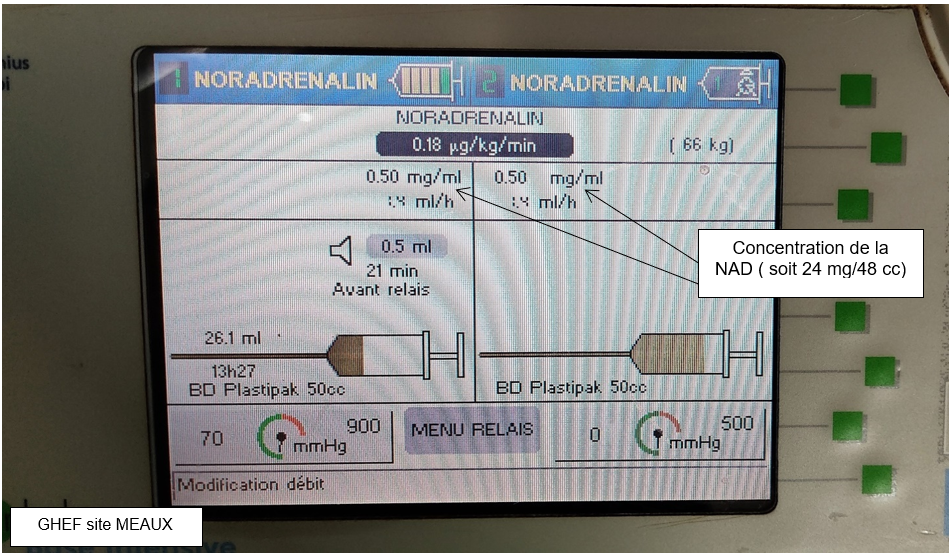 1 NORADRENALIN
2 NORADRENALIN
NORADRENALIN
0.18 µg/kg/min
( 66 kg)
0.50 mg/ml
ml/h
0.50 mg/ml
ml/h
Concentration de la
NAD ( soit 24 mg/48 cc)
0.5 ml
21 min
Avant relais
26.1 ml
13h27
BD Plastipak 50cc
BD Plastipak 50cc
70
900
mmHg
MENU RELAIS
0
500
mmHg
Modification débit
GHEF site MEAUX